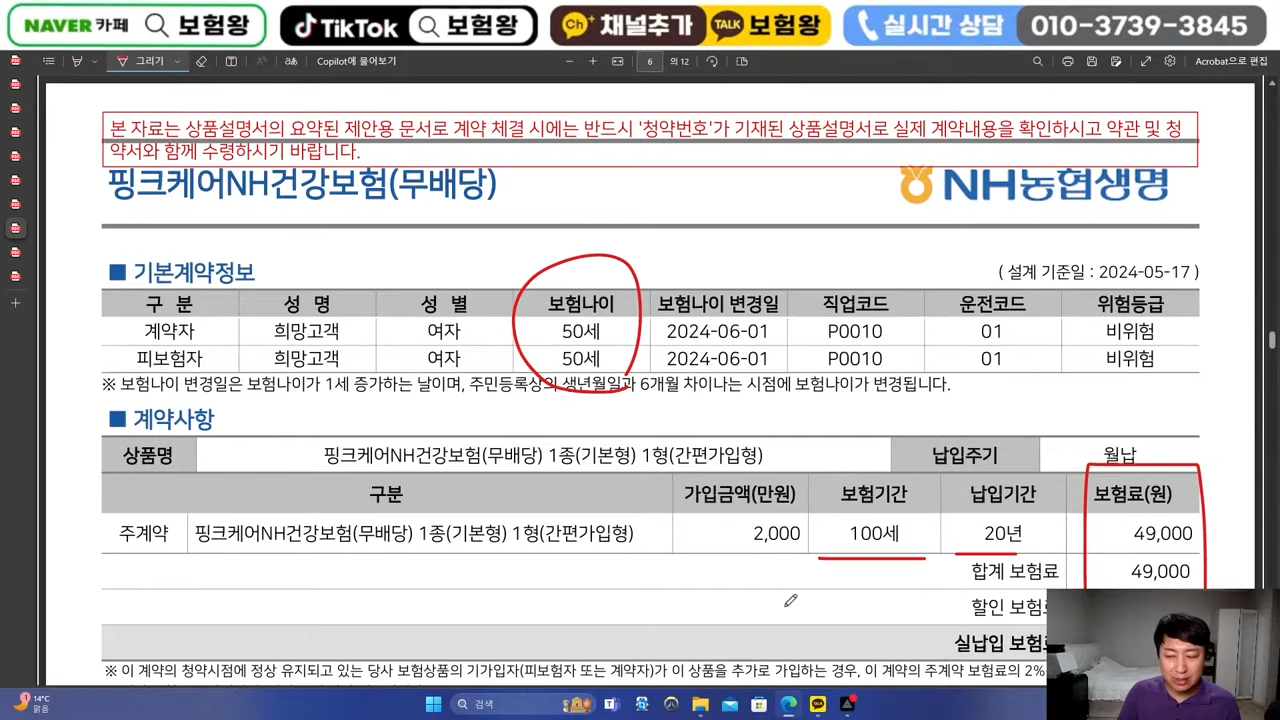 NAVER 카페 보험왕 TikTok 보험왕 Ch+ 채널추가 TALK 보험왕 실시간 상담 010-3739-3845
그리기 Copilot에 물어보기 6 의 12 Acrobat으로 편집
본 자료는 상품설명서의 요약된 제안용 문서로 계약 체결 시에는 반드시 '청약번호'가 기재된 상품설명서로 실제 계약내용을 확인하시고 약관 및 청
약서와 함께 수령하시기 바랍니다.
핑크케어NH건강보험(무배당) NH농협생명
■ 기본계약정보 ( 설계 기준일 : 2024-05-17 )
구 분 성 명 성 별 보험나이 보험나이 변경일 직업코드 운전코드 위험등급
계약자 희망고객 여자 50세 2024-06-01 P0010 01 비위험
피보험자 희망고객 여자 50세 2024-06-01 P0010 01 비위험
※ 보험나이 변경일은 보험나이가 1세 증가하는 날이며, 주민등록상의 생년월일과 6개월 차이나는 시점에 보험나이가 변경됩니다.
■ 계약사항
상품명 핑크케어NH건강보험(무배당) 1종(기본형) 1형(간편가입형) 납입주기 월납
구분 가입금액(만원) 보험기간 납입기간 보험료(원)
주계약 핑크케어NH건강보험(무배당) 1종(기본형) 1형(간편가입형) 2,000 100세 20년 49,000
합계 보험료 49,000
할인 보험료
실납입 보험료
※ 이 계약의 청약시점에 정상 유지되고 있는 당사 보험상품의 기가입자(피보험자 또는 계약자)가 이 상품을 추가로 가입하는 경우, 이 계약의 주계약 보험료의 2%
14°C
맑음
검색